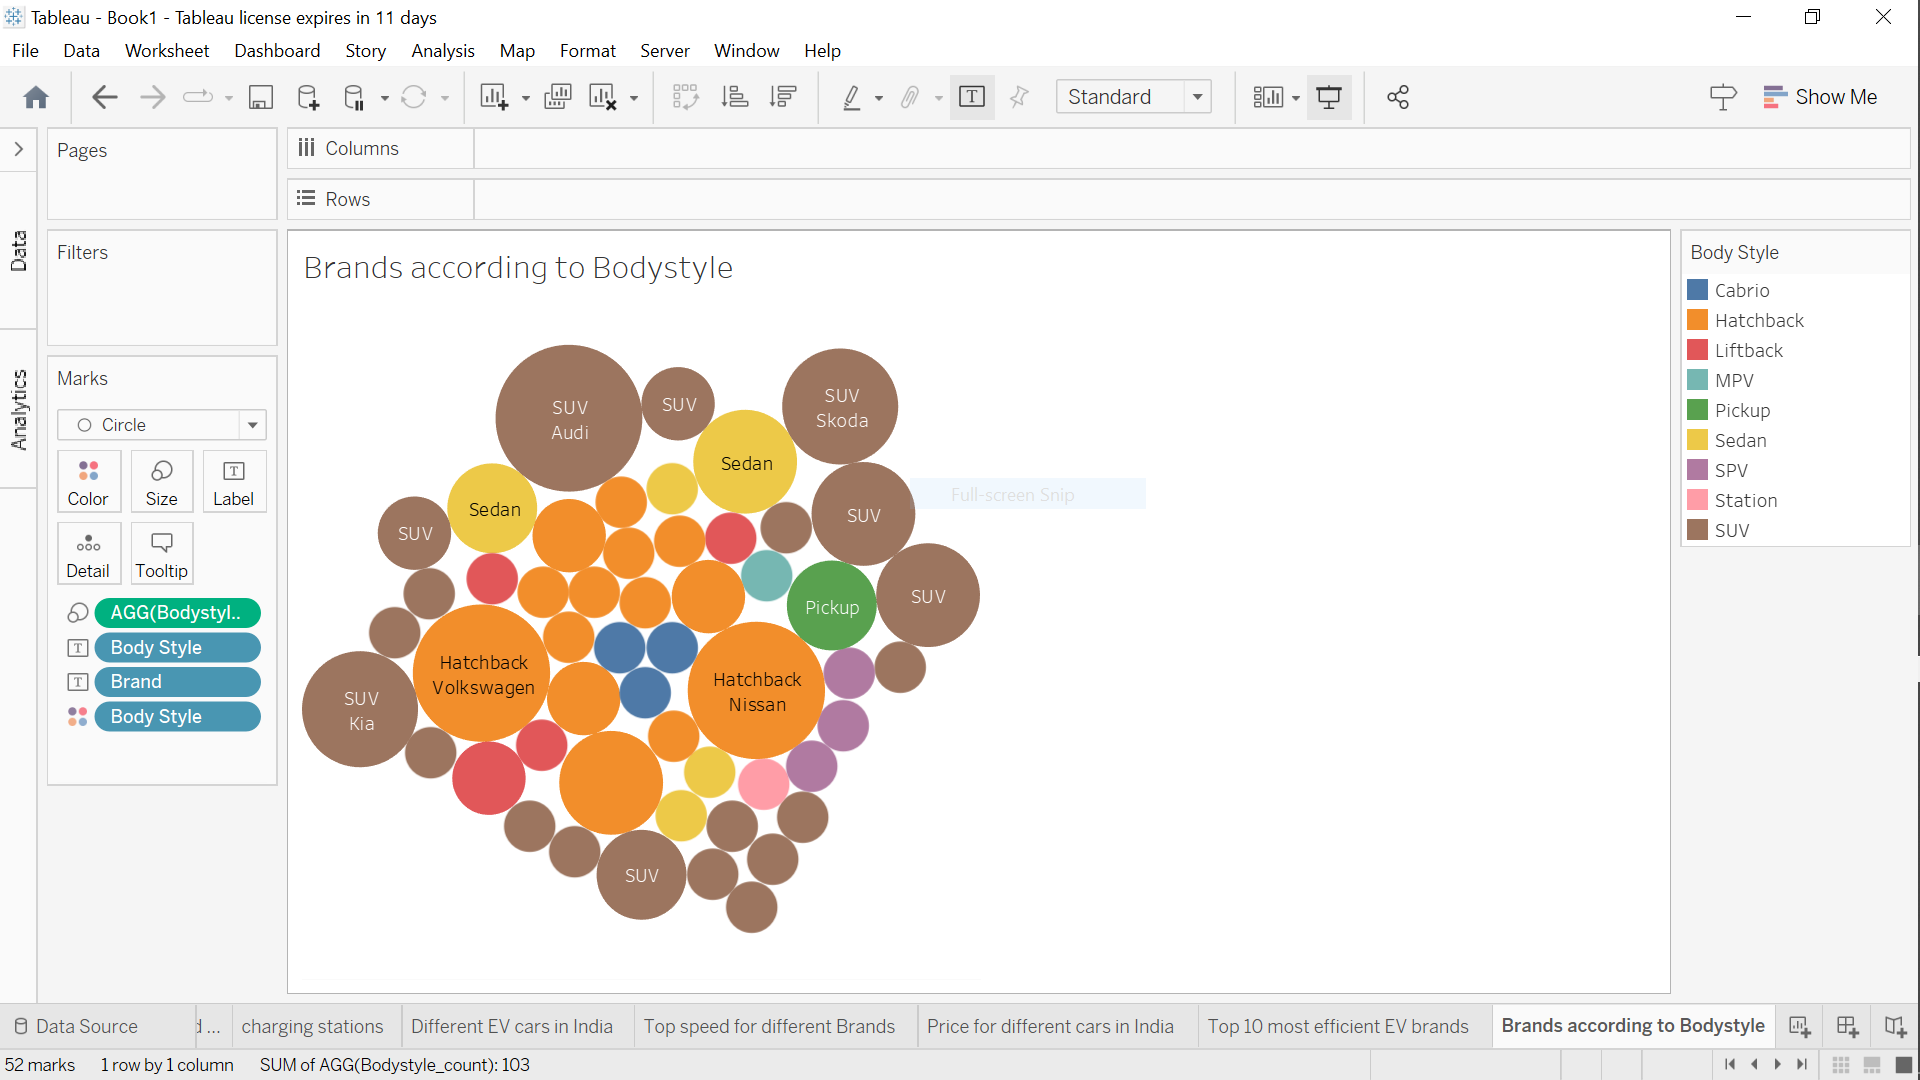 Tableau - Book1 - Tableau license expires in 11 days
File Data Worksheet Dashboard Story Analysis Map Format Server Window Help
Standard
Show Me
Pages
Columns
Rows
Data
Analytics
Filters
Marks
Circle
Color Size Label
Detail Tooltip
AGG(Bodystyl..
Body Style
Brand
Body Style
Brands according to Bodystyle
SUV
Audi
SUV
SUV
Skoda
Sedan
Sedan
SUV
SUV
Full-screen Snip
SUV
Pickup
Hatchback
Volkswagen
Hatchback
Nissan
SUV
Kia
SUV
Body Style
Cabrio
Hatchback
Liftback
MPV
Pickup
Sedan
SPV
Station
SUV
Data Source ... charging stations Different EV cars in India Top speed for different Brands Price for different cars in India Top 10 most efficient EV brands Brands according to Bodystyle
52 marks 1 row by 1 column SUM of AGG(Bodystyle_count): 103